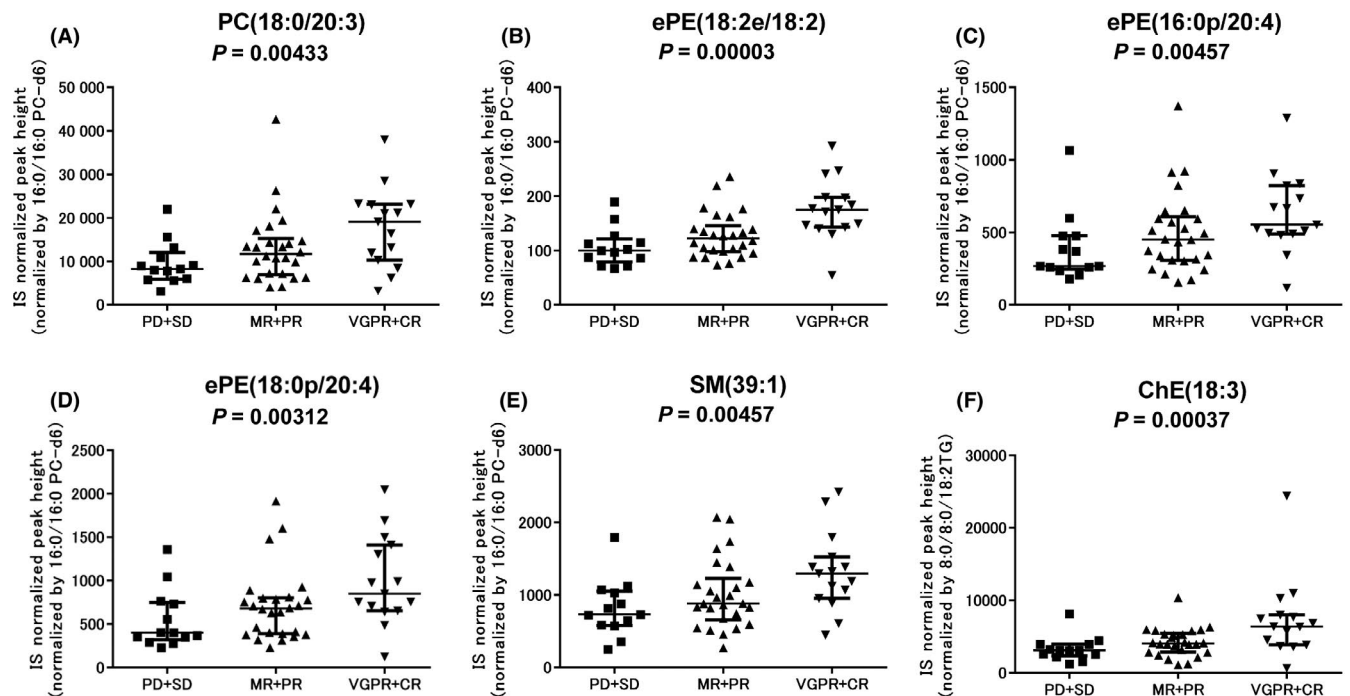 (A)
PC(18:0/20:3)
P = 0.00433
IS normalized peak height
(normalized by 16:0/16:0 PC-d6)
50 000
40 000
30 000
20 000
10 000
0
PD+SD MR+PR VGPR+CR
(B)
ePE(18:2e/18:2)
P = 0.00003
IS normalized peak height
(normalized by 16:0/16:0 PC-d6)
400
300
200
100
0
PD+SD MR+PR VGPR+CR
(C)
ePE(16:0p/20:4)
P = 0.00457
IS normalized peak height
(normalized by 16:0/16:0 PC-d6)
1500
1000
500
0
PD+SD MR+PR VGPR+CR
(D)
ePE(18:0p/20:4)
P = 0.00312
IS normalized peak height
(normalized by 16:0/16:0 PC-d6)
2500
2000
1500
1000
500
0
PD+SD MR+PR VGPR+CR
(E)
SM(39:1)
P = 0.00457
IS normalized peak height
(normalized by 16:0/16:0 PC-d6)
3000
2000
1000
0
PD+SD MR+PR VGPR+CR
(F)
ChE(18:3)
P = 0.00037
IS normalized peak height
(normalized by 8:0/8:0/18:2TG)
30000
20000
10000
0
PD+SD MR+PR VGPR+CR